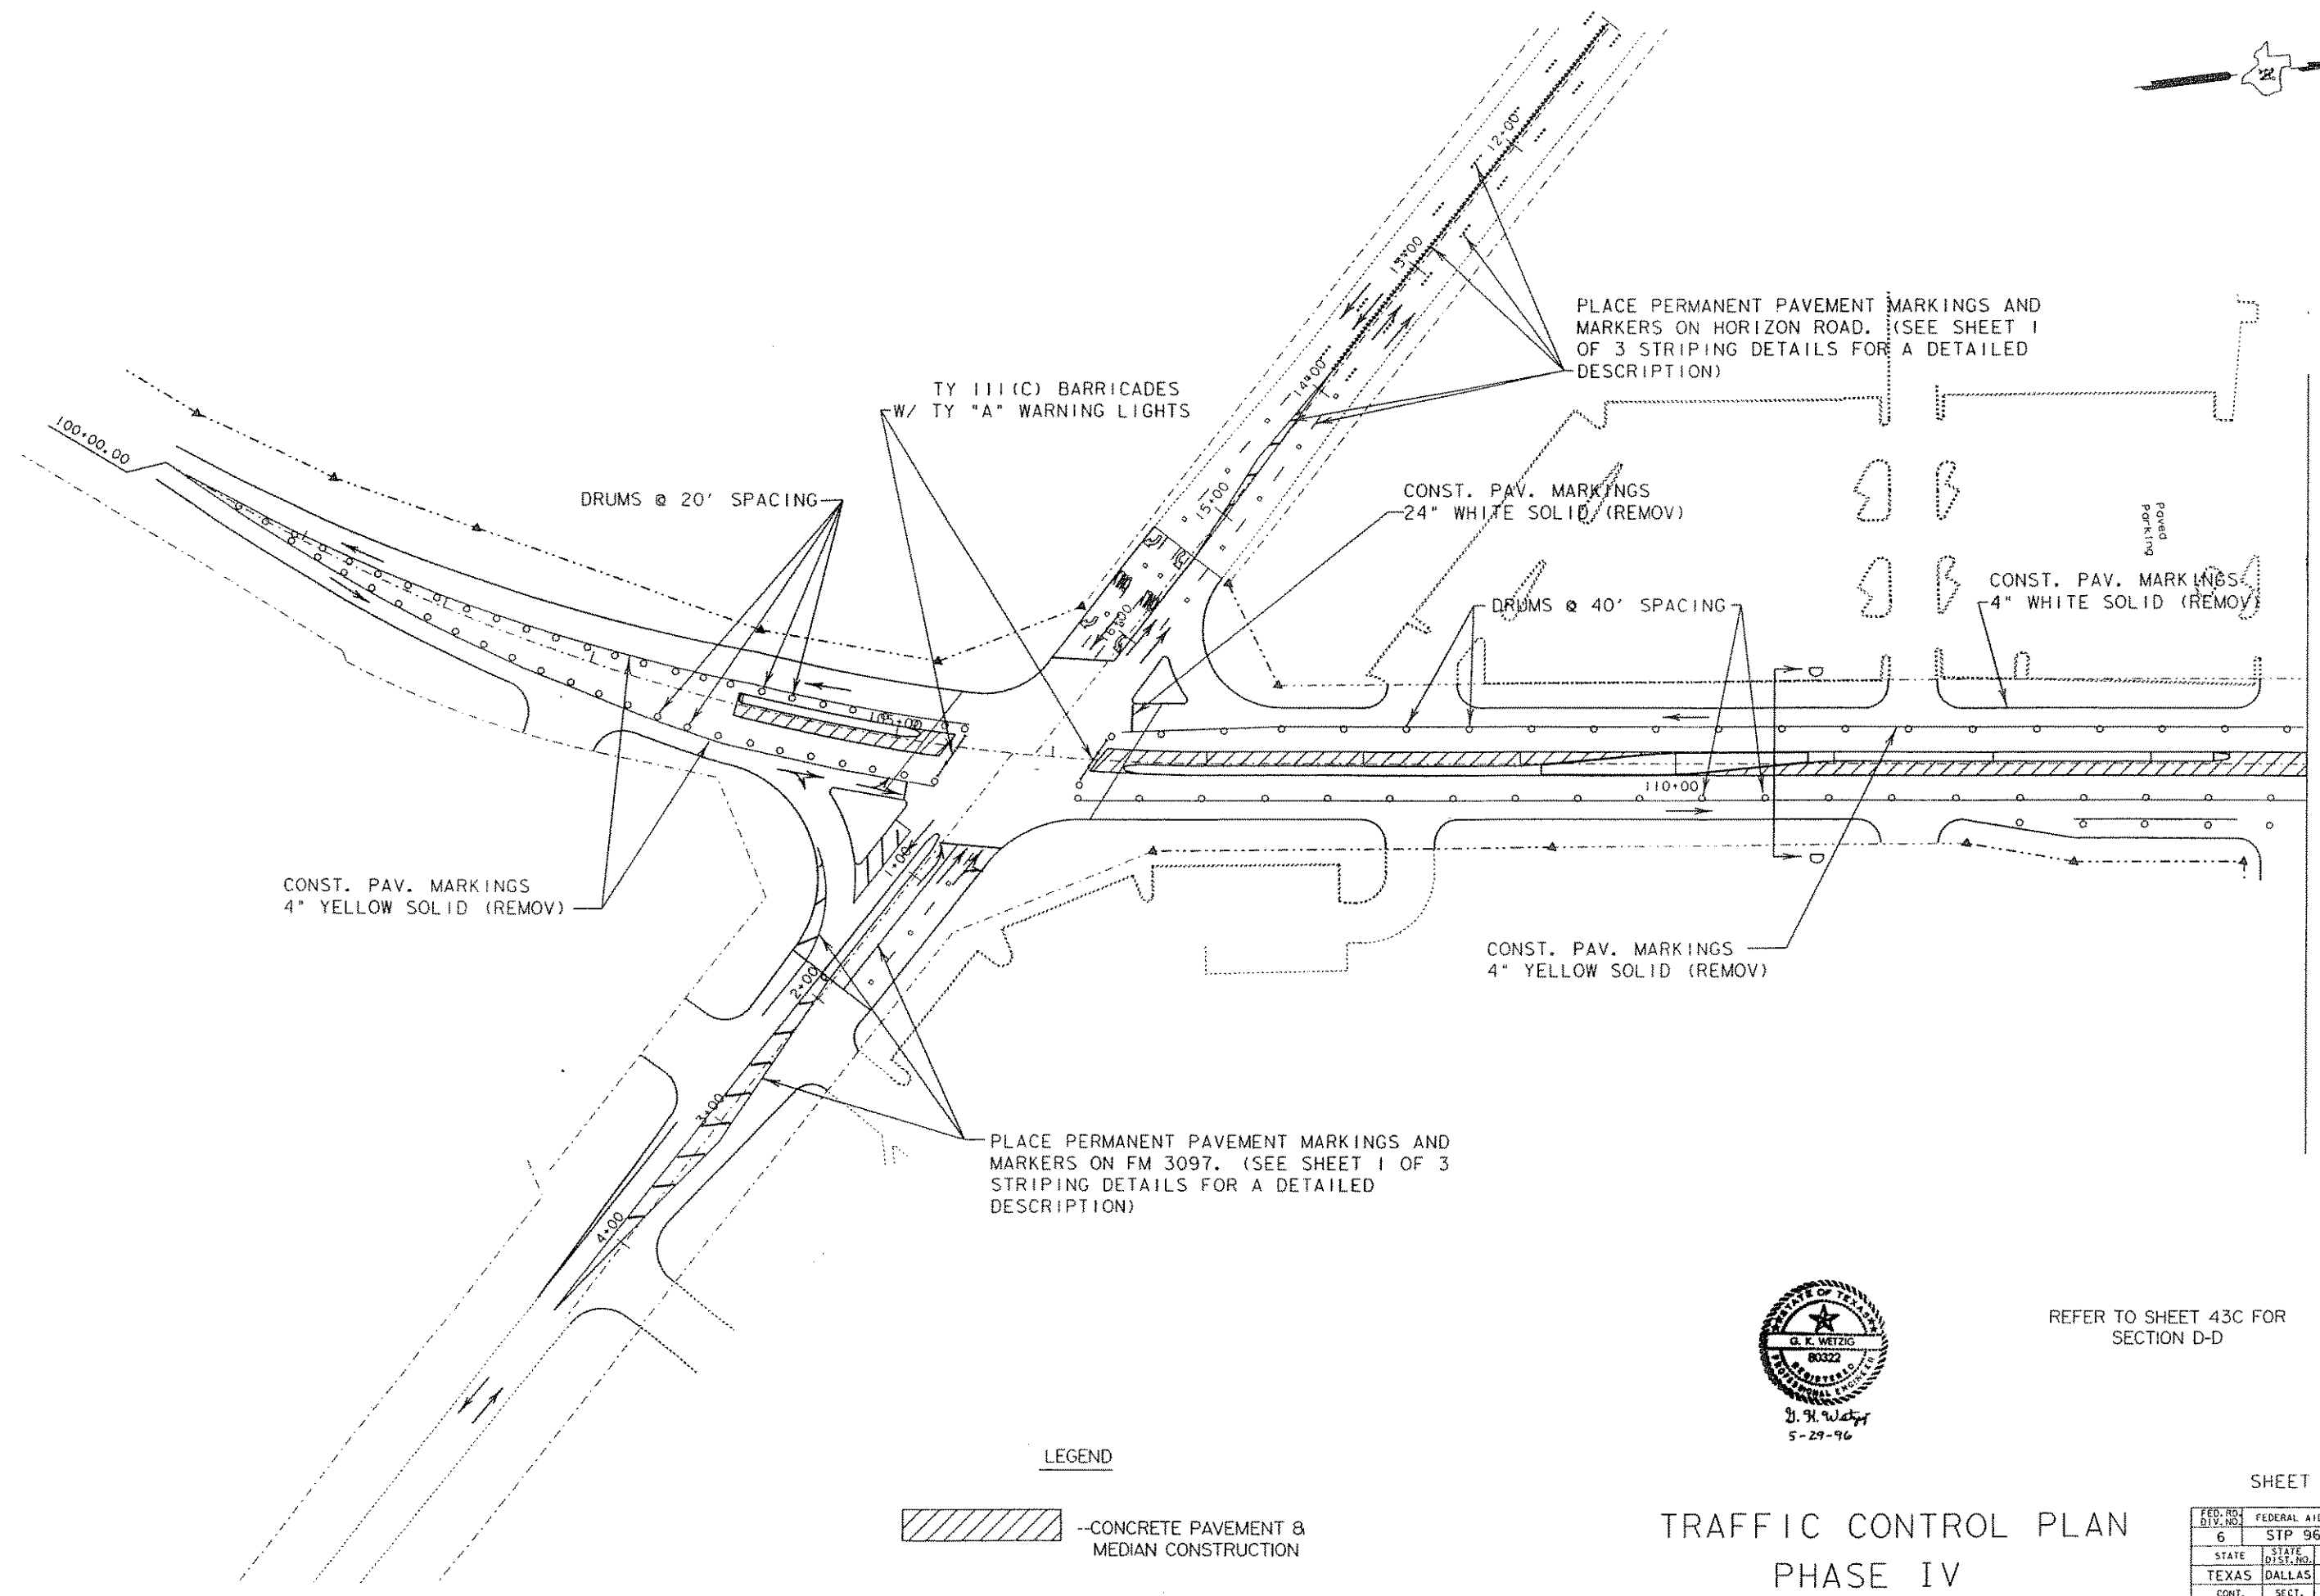 12+00
13+00
PLACE PERMANENT PAVEMENT MARKINGS AND
MARKERS ON HORIZON ROAD. (SEE SHEET 1
OF 3 STRIPING DETAILS FOR A DETAILED
DESCRIPTION)
14+00
TY III(C) BARRICADES
W/ TY "A" WARNING LIGHTS
100+00.00
DRUMS @ 20' SPACING
15+00
CONST. PAV. MARKINGS
24" WHITE SOLID (REMOV)
Paved
Parking
CONST. PAV. MARKINGS
4" WHITE SOLID (REMOV)
DRUMS @ 40' SPACING
16+00
D
105+00
110+00
D
1+00
CONST. PAV. MARKINGS
4" YELLOW SOLID (REMOV)
CONST. PAV. MARKINGS
4" YELLOW SOLID (REMOV)
2+00
3+00
PLACE PERMANENT PAVEMENT MARKINGS AND
MARKERS ON FM 3097. (SEE SHEET 1 OF 3
STRIPING DETAILS FOR A DETAILED
DESCRIPTION)
4+00
STATE OF TEXAS
G. K. WETZIG
80322
REGISTERED
PROFESSIONAL ENGINEER
G. K. Wetzig
5-29-96
REFER TO SHEET 43C FOR
SECTION D-D
LEGEND
--CONCRETE PAVEMENT &
MEDIAN CONSTRUCTION
TRAFFIC CONTROL PLAN
PHASE IV
SHEET
FED. RD. DIV. NO. FEDERAL AID
6 STP 96
STATE STATE DIST. NO.
TEXAS DALLAS
CONT. SECT.